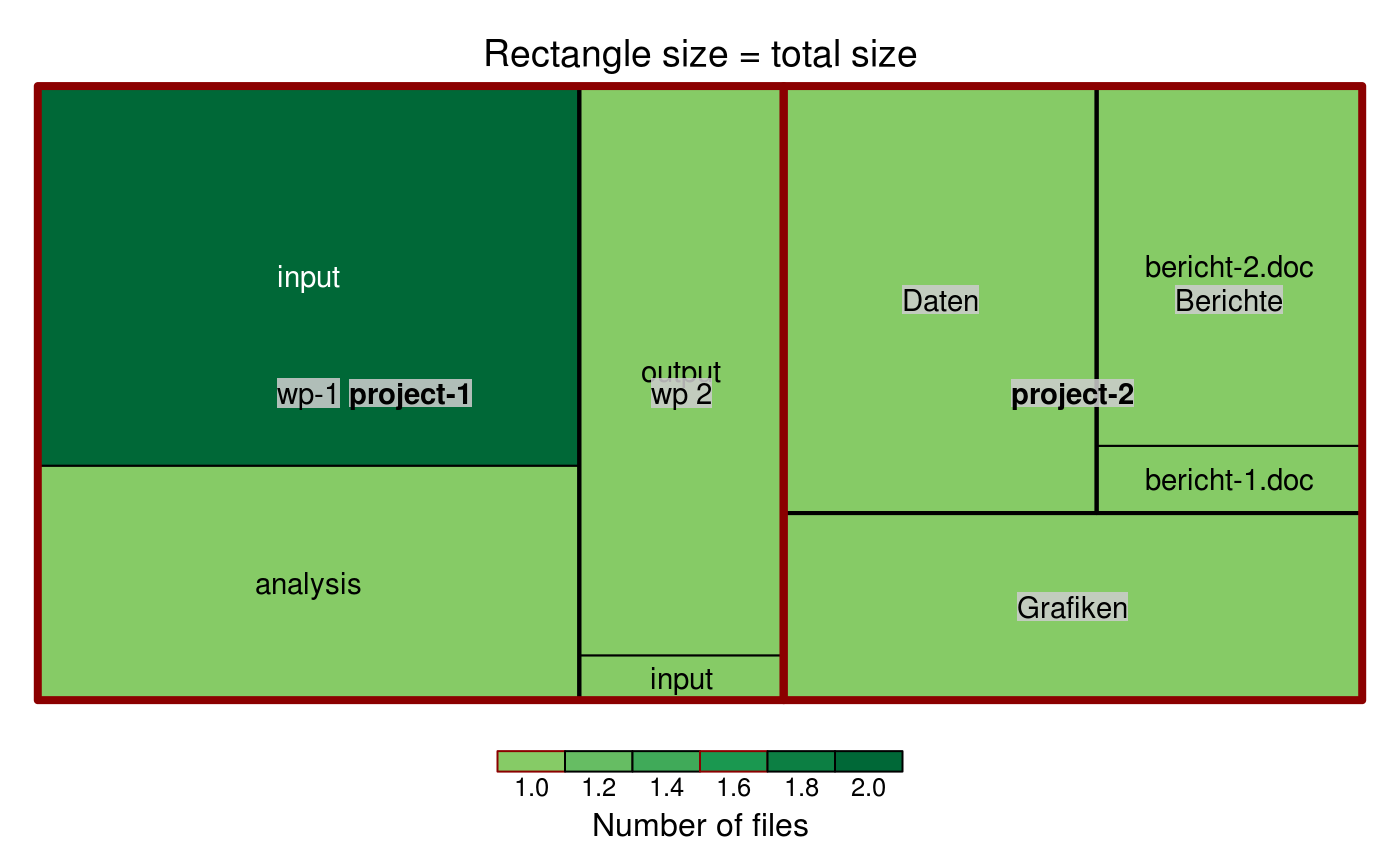 Rectangle size = total size
input
wp-1
project-1
analysis
output
wp 2
input
Daten
bericht-2.doc
Berichte
project-2
bericht-1.doc
Grafiken
1.0 1.2 1.4 1.6 1.8 2.0
Number of files